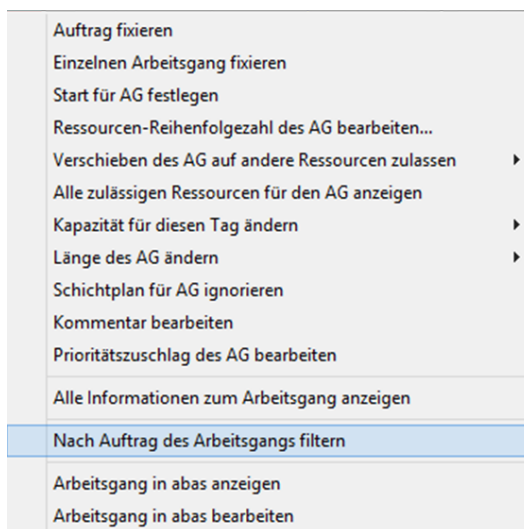 Auftrag fixieren
Einzelnen Arbeitsgang fixieren
Start für AG festlegen
Ressourcen-Reihenfolgezahl des AG bearbeiten...
Verschieben des AG auf andere Ressourcen zulassen
Alle zulässigen Ressourcen für den AG anzeigen
Kapazität für diesen Tag ändern
Länge des AG ändern
Schichtplan für AG ignorieren
Kommentar bearbeiten
Prioritätszuschlag des AG bearbeiten
Alle Informationen zum Arbeitsgang anzeigen
Nach Auftrag des Arbeitsgangs filtern
Arbeitsgang in abas anzeigen
Arbeitsgang in abas bearbeiten